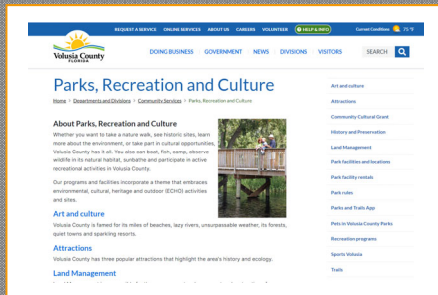 REQUEST A SERVICE ONLINE SERVICES ABOUT US CAREERS VOLUNTEER HELP & INFO Current Conditions 75 °F
Volusia County
FLORIDA
DOING BUSINESS GOVERNMENT NEWS DIVISIONS VISITORS SEARCH
Parks, Recreation and Culture
Home > Departments and Divisions > Community Services > Parks, Recreation and Culture
About Parks, Recreation and Culture
Whether you want to take a nature walk, see historic sites, learn
more about the environment, or take part in cultural opportunities,
Volusia County has it all. You also can boat, fish, camp, observe
wildlife in its natural habitat, sunbathe and participate in active
recreational activities in Volusia County.
Our programs and facilities incorporate a theme that embraces
environmental, cultural, heritage and outdoor (ECHO) activities
and sites.
Art and culture
Volusia County is famed for its miles of beaches, lazy rivers, unsurpassable weather, its forests,
quiet towns and sparkling resorts.
Attractions
Volusia County has three popular attractions that highlight the area's history and ecology.
Land Management
Art and culture
Attractions
Community Cultural Grant
History and Preservation
Land Management
Park facilities and locations
Park facility rentals
Park rules
Parks and Trails App
Pets in Volusia County Parks
Recreation programs
Sports Volusia
Trails